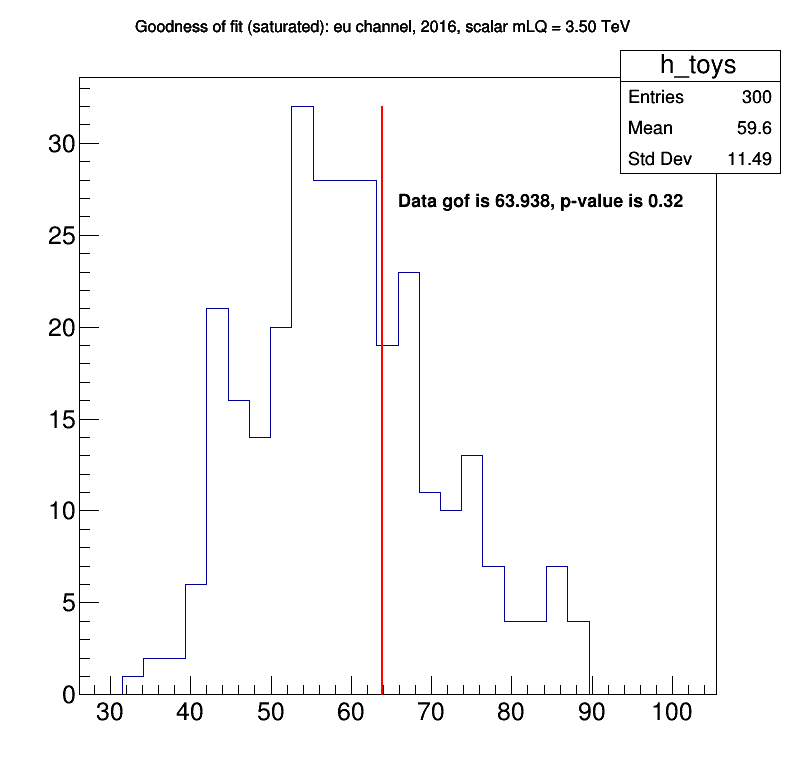 Goodness of fit (saturated): eu channel, 2016, scalar mLQ = 3.50 TeV
h_toys
Entries 300
Mean 59.6
Std Dev 11.49
Data gof is 63.938, p-value is 0.32
30
25
20
15
10
5
0
30 40 50 60 70 80 90 100